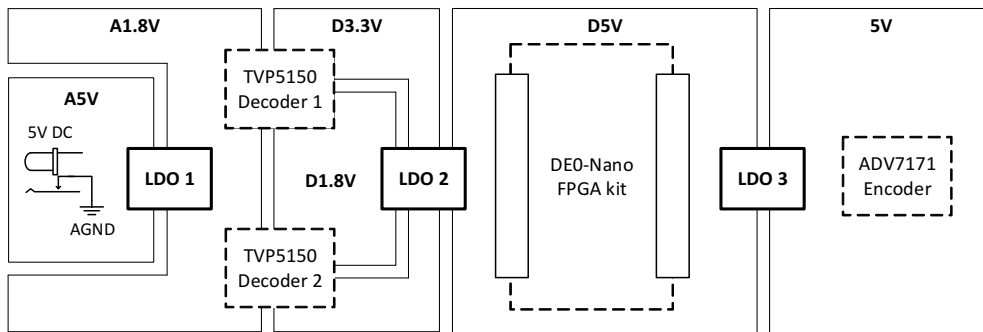 A1.8V
D3.3V
D5V
5V
TVP5150
Decoder 1
A5V
5V DC
AGND
LDO 1
D1.8V
LDO 2
DE0-Nano
FPGA kit
LDO 3
ADV7171
Encoder
TVP5150
Decoder 2